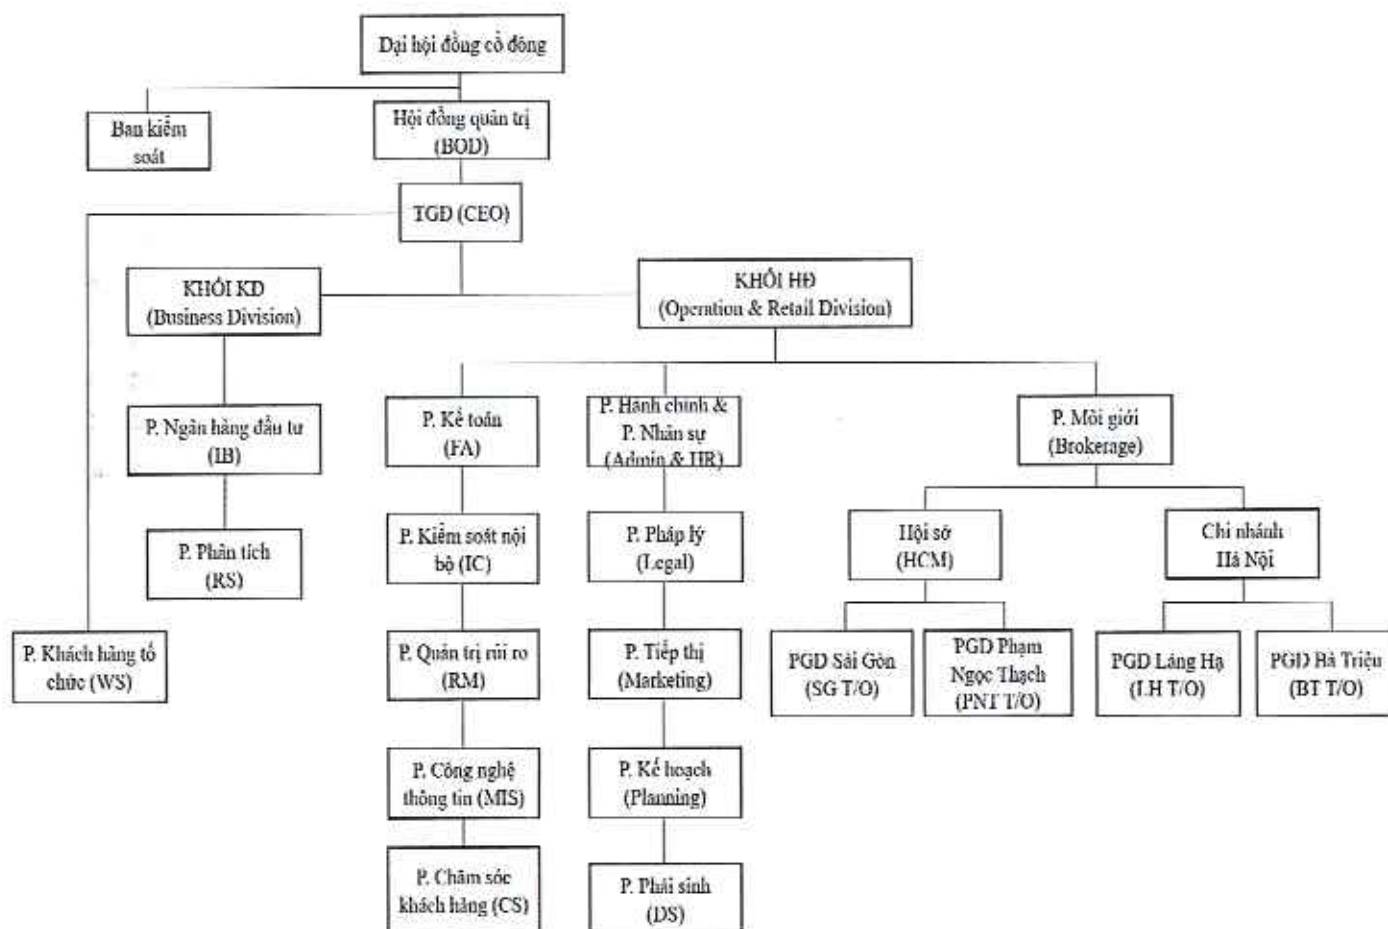 Đại hội đồng cổ đông
Ban kiểm
soát
Hội đồng quản trị
(BOD)
TGĐ (CEO)
KHỐI KD
(Business Division)
KHỐI HĐ
(Operation & Retail Division)
P. Ngân hàng đầu tư
(IB)
P. Kế toán
(FA)
P. Hành chính &
P. Nhân sự
(Admin & HR)
P. Môi giới
(Brokerage)
P. Phân tích
(RS)
P. Kiểm soát nội
bộ (IC)
P. Pháp lý
(Legal)
Hội sở
(HCM)
Chi nhánh
Hà Nội
P. Khách hàng tổ
chức (WS)
P. Quản trị rủi ro
(RM)
P. Tiếp thị
(Marketing)
PGD Sài Gòn
(SG T/O)
PGD Phạm
Ngọc Thạch
(PNT T/O)
PGD Láng Hạ
(LH T/O)
PGD Bà Triệu
(BT T/O)
P. Công nghệ
thông tin (MIS)
P. Kế hoạch
(Planning)
P. Chăm sóc
khách hàng (CS)
P. Phái sinh
(DS)